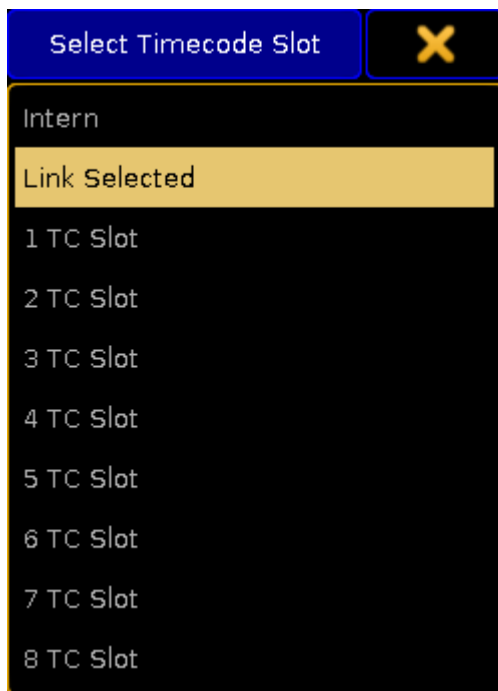 Select Timecode Slot
Intern
Link Selected
1 TC Slot
2 TC Slot
3 TC Slot
4 TC Slot
5 TC Slot
6 TC Slot
7 TC Slot
8 TC Slot